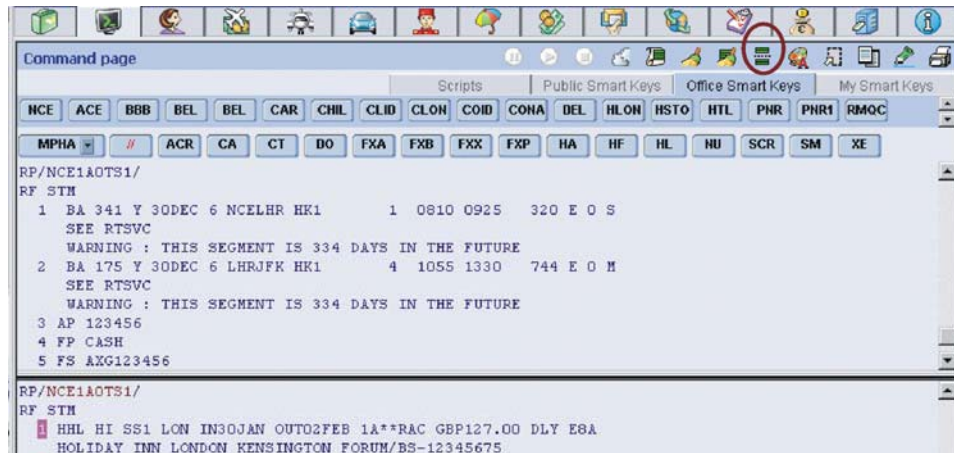 Command page
Scripts Public Smart Keys Office Smart Keys My Smart Keys
NCE ACE BBB BEL BEL CAR CHIL CLID CLON COID CONA DEL HLON HSTO HTL PNR PNR1 RMOC
MPHA // ACR CA CT DO FXA FXB FXX FXP HA HF HL NU SCR SM XE
RP/NCE1AOTS1/
RF STM
1 BA 341 Y 30DEC 6 NCELHR HK1 1 0810 0925 320 E O S
SEE RTSVC
WARNING : THIS SEGMENT IS 334 DAYS IN THE FUTURE
2 BA 175 Y 30DEC 6 LHRJFK HK1 4 1055 1330 744 E O M
SEE RTSVC
WARNING : THIS SEGMENT IS 334 DAYS IN THE FUTURE
3 AP 123456
4 FP CASH
5 FS AXG123456
RP/NCE1AOTS1/
RF STM
1 HHL HI SS1 LON IN30JAN OUT02FEB 1A**RAC GBP127.00 DLY E8A
HOLIDAY INN LONDON KENSINGTON FORUM/BS-12345675